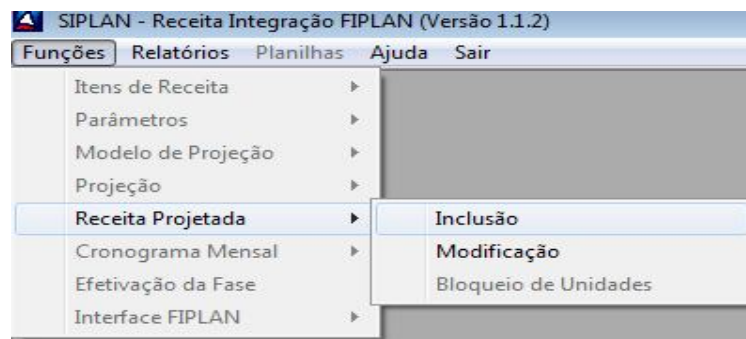 SIPLAN - Receita Integração FIPLAN (Versão 1.1.2)
Funções Relatórios Planilhas Ajuda Sair
Itens de Receita
Parâmetros
Modelo de Projeção
Projeção
Receita Projetada
Inclusão
Cronograma Mensal
Modificação
Efetivação da Fase
Bloqueio de Unidades
Interface FIPLAN